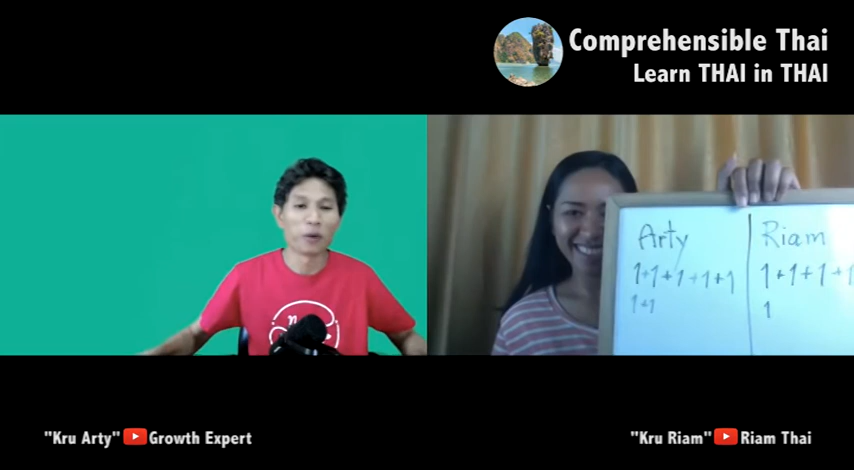 Comprehensible Thai
Learn THAI in THAI
Arty
1+1+1+1+1
1+1
Riam
1+1+1+1
1
"Kru Arty" Growth Expert
"Kru Riam" Riam Thai